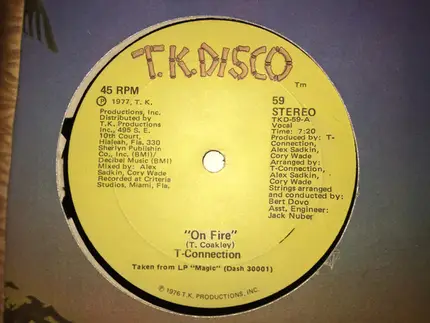 T.K. DISCO
Tm
45 RPM
℗ 1977, T. K.
Productions, Inc.
Distributed by
T.K. Productions
Inc., 495 S. E.
10th Court,
Hialeah, Fla. 330
Sherlyn Publishin
Co., Inc. (BMI)/
Decibel Music (BMI)
Mixed by: Alex
Sadkin, Cory Wade
Recorded at Criteria
Studios, Miami, Fla.
59
STEREO
TKD-59-A
Vocal
Time: 7:20
Produced by: T-
Connection,
Alex Sadkin,
Cory Wade
Arranged by:
T-Connection,
Alex Sadkin,
Cory Wade
Strings arranged
and conducted by:
Bert Dovo
Asst. Engineer:
Jack Nuber
"On Fire"
(T. Coakley)
T-Connection
Taken from LP "Magic" (Dash 30001)
℗ 1976 T.K. PRODUCTIONS, INC.